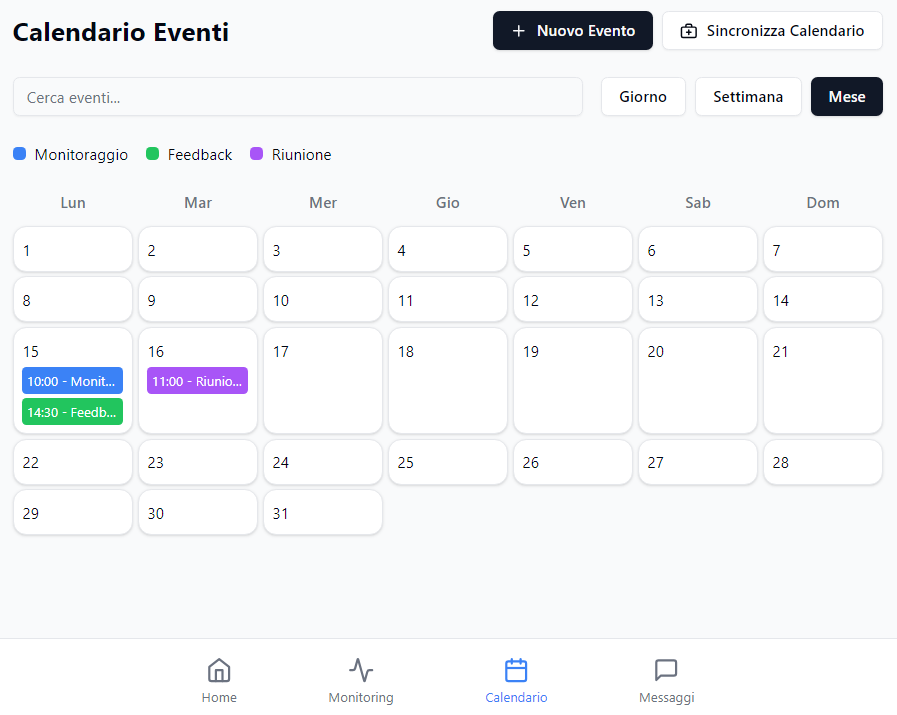 Calendario Eventi
Nuovo Evento
Sincronizza Calendario
Cerca eventi...
Giorno
Settimana
Mese
Monitoraggio
Feedback
Riunione
Lun Mar Mer Gio Ven Sab Dom
1 2 3 4 5 6 7
8 9 10 11 12 13 14
15 16 17 18 19 20 21
10:00 - Monit... 11:00 - Riunio...
14:30 - Feedb...
22 23 24 25 26 27 28
29 30 31
Home
Monitoring
Calendario
Messaggi